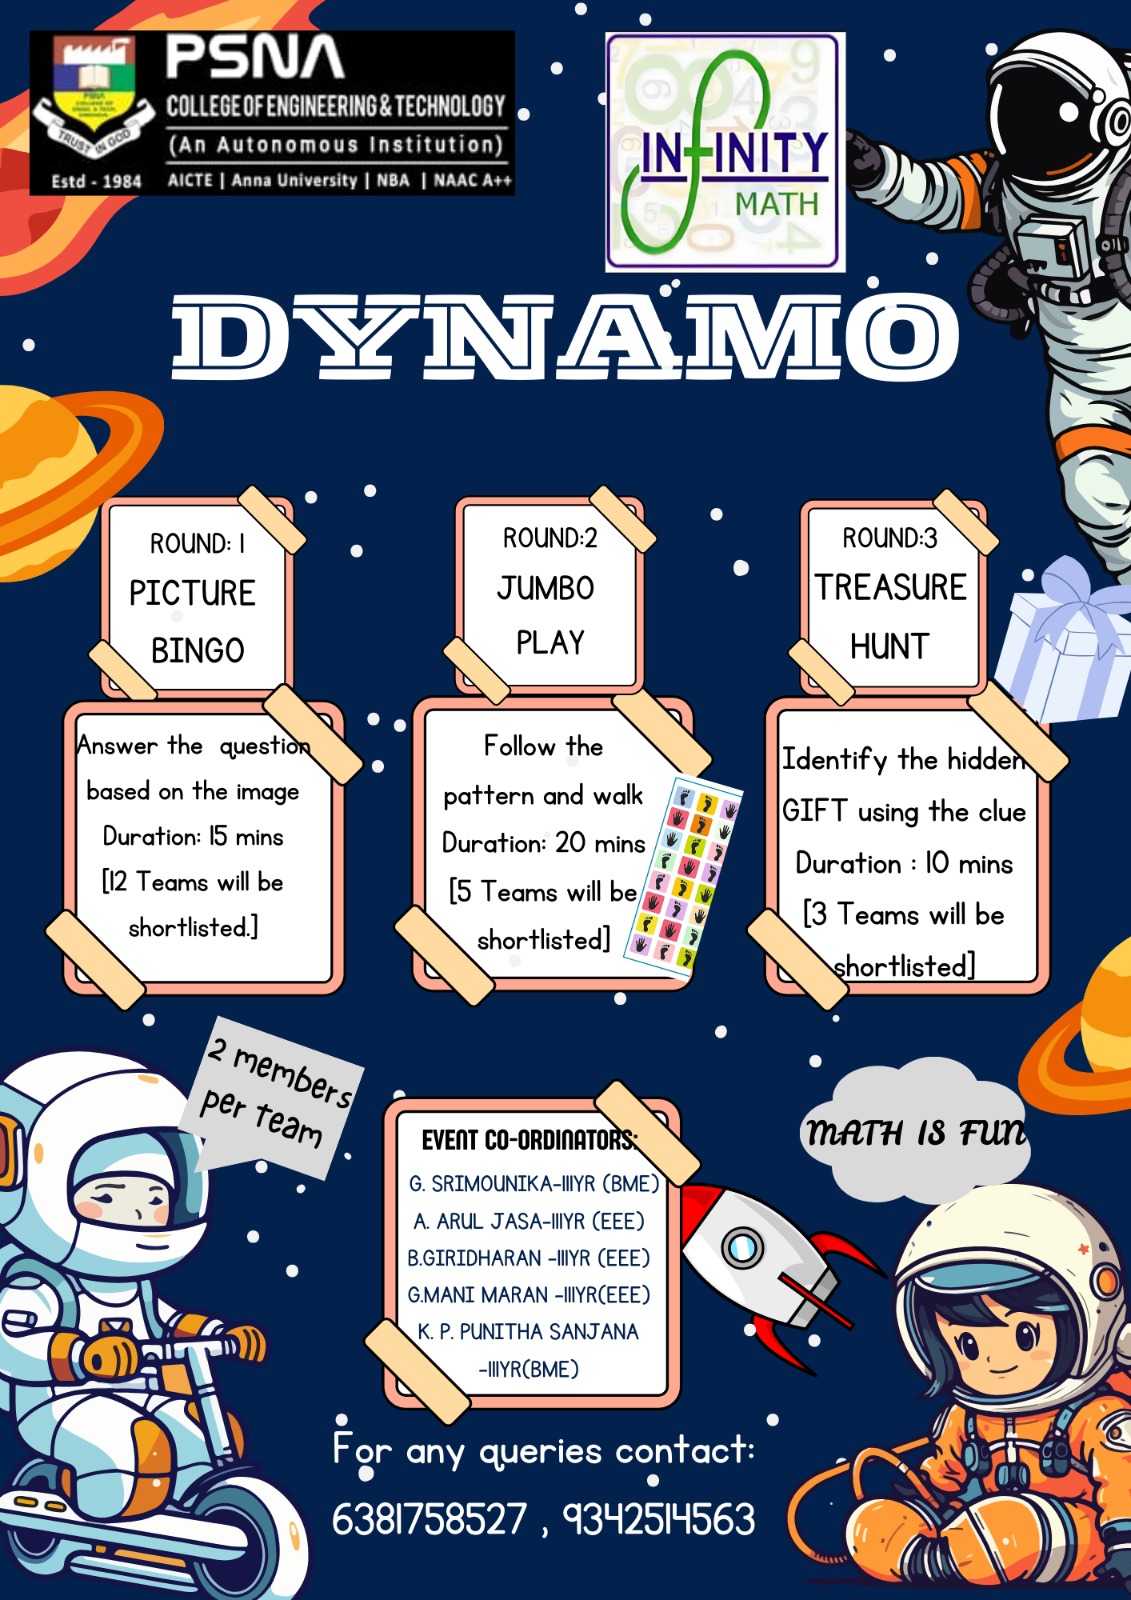 PSNA
COLLEGE OF ENGINEERING & TECHNOLOGY
(An Autonomous Institution)
Estd - 1984
AICTE | Anna University | NBA | NAAC A++
TRUST IN GOD
INFINITY
MATH
DYNAMO
ROUND: 1
PICTURE
BINGO
Answer the question
based on the image
Duration: 15 mins
[12 Teams will be
shortlisted.]
ROUND:2
JUMBO
PLAY
Follow the
pattern and walk
Duration: 20 mins
[5 Teams will be
shortlisted]
ROUND:3
TREASURE
HUNT
Identify the hidden
GIFT using the clue
Duration : 10 mins
[3 Teams will be
shortlisted]
2 members
per team
EVENT CO-ORDINATORS:
G. SRIMOUNIKA-IIIYR (BME)
A. ARUL JASA-IIIYR (EEE)
B.GIRIDHARAN -IIIYR (EEE)
G.MANI MARAN -IIIYR(EEE)
K. P. PUNITHA SANJANA
-IIIYR(BME)
MATH IS FUN
For any queries contact:
6381758527 , 9342514563